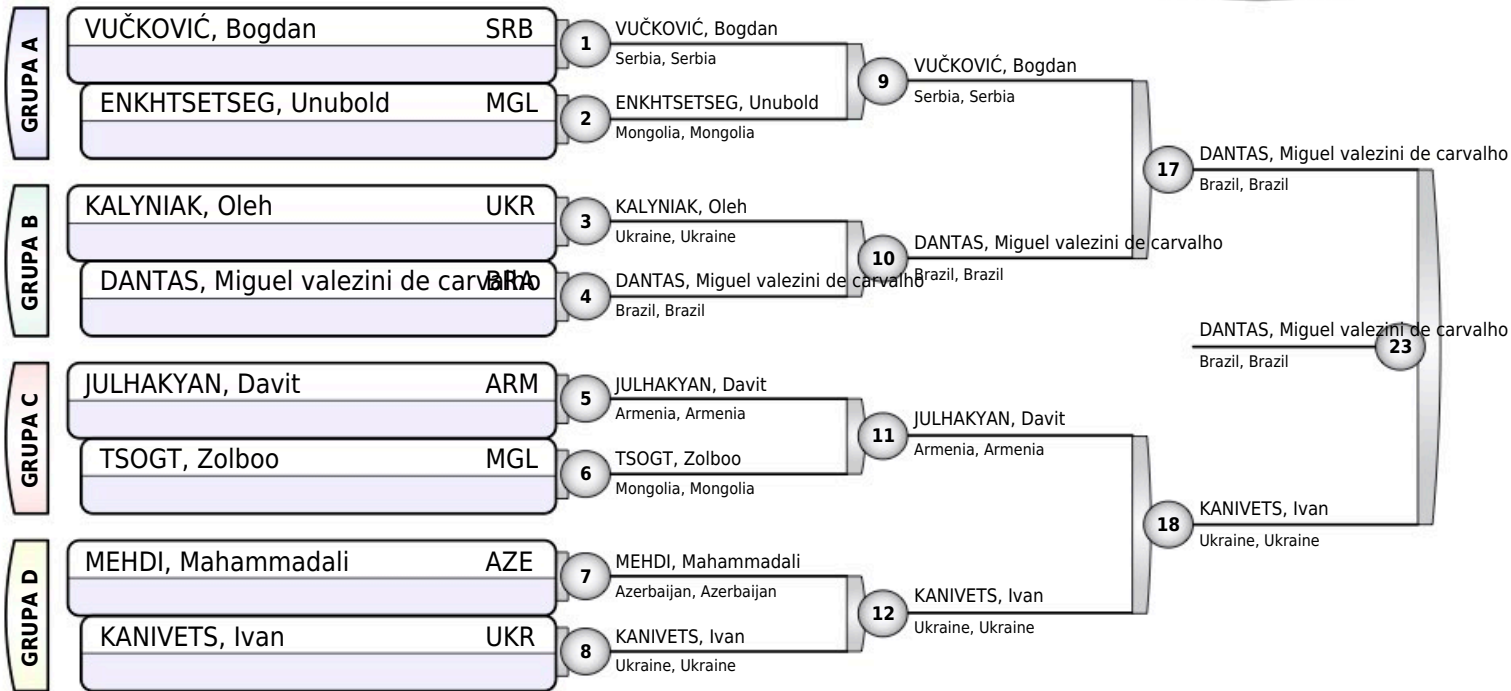 GRUPA A
VUČKOVIĆ, Bogdan SRB
ENKHTSETSEG, Unubold MGL
1
VUČKOVIĆ, Bogdan
Serbia, Serbia
2
ENKHTSETSEG, Unubold
Mongolia, Mongolia
9
VUČKOVIĆ, Bogdan
Serbia, Serbia
GRUPA B
KALYNIAK, Oleh UKR
DANTAS, Miguel valezini de carvalho BRA
3
KALYNIAK, Oleh
Ukraine, Ukraine
4
DANTAS, Miguel valezini de carvalho
Brazil, Brazil
10
DANTAS, Miguel valezini de carvalho
Brazil, Brazil
17
DANTAS, Miguel valezini de carvalho
Brazil, Brazil
GRUPA C
JULHAKYAN, Davit ARM
TSOGT, Zolboo MGL
5
JULHAKYAN, Davit
Armenia, Armenia
6
TSOGT, Zolboo
Mongolia, Mongolia
11
JULHAKYAN, Davit
Armenia, Armenia
GRUPA D
MEHDI, Mahammadali AZE
KANIVETS, Ivan UKR
7
MEHDI, Mahammadali
Azerbaijan, Azerbaijan
8
KANIVETS, Ivan
Ukraine, Ukraine
12
KANIVETS, Ivan
Ukraine, Ukraine
18
KANIVETS, Ivan
Ukraine, Ukraine
DANTAS, Miguel valezini de carvalho
Brazil, Brazil
23